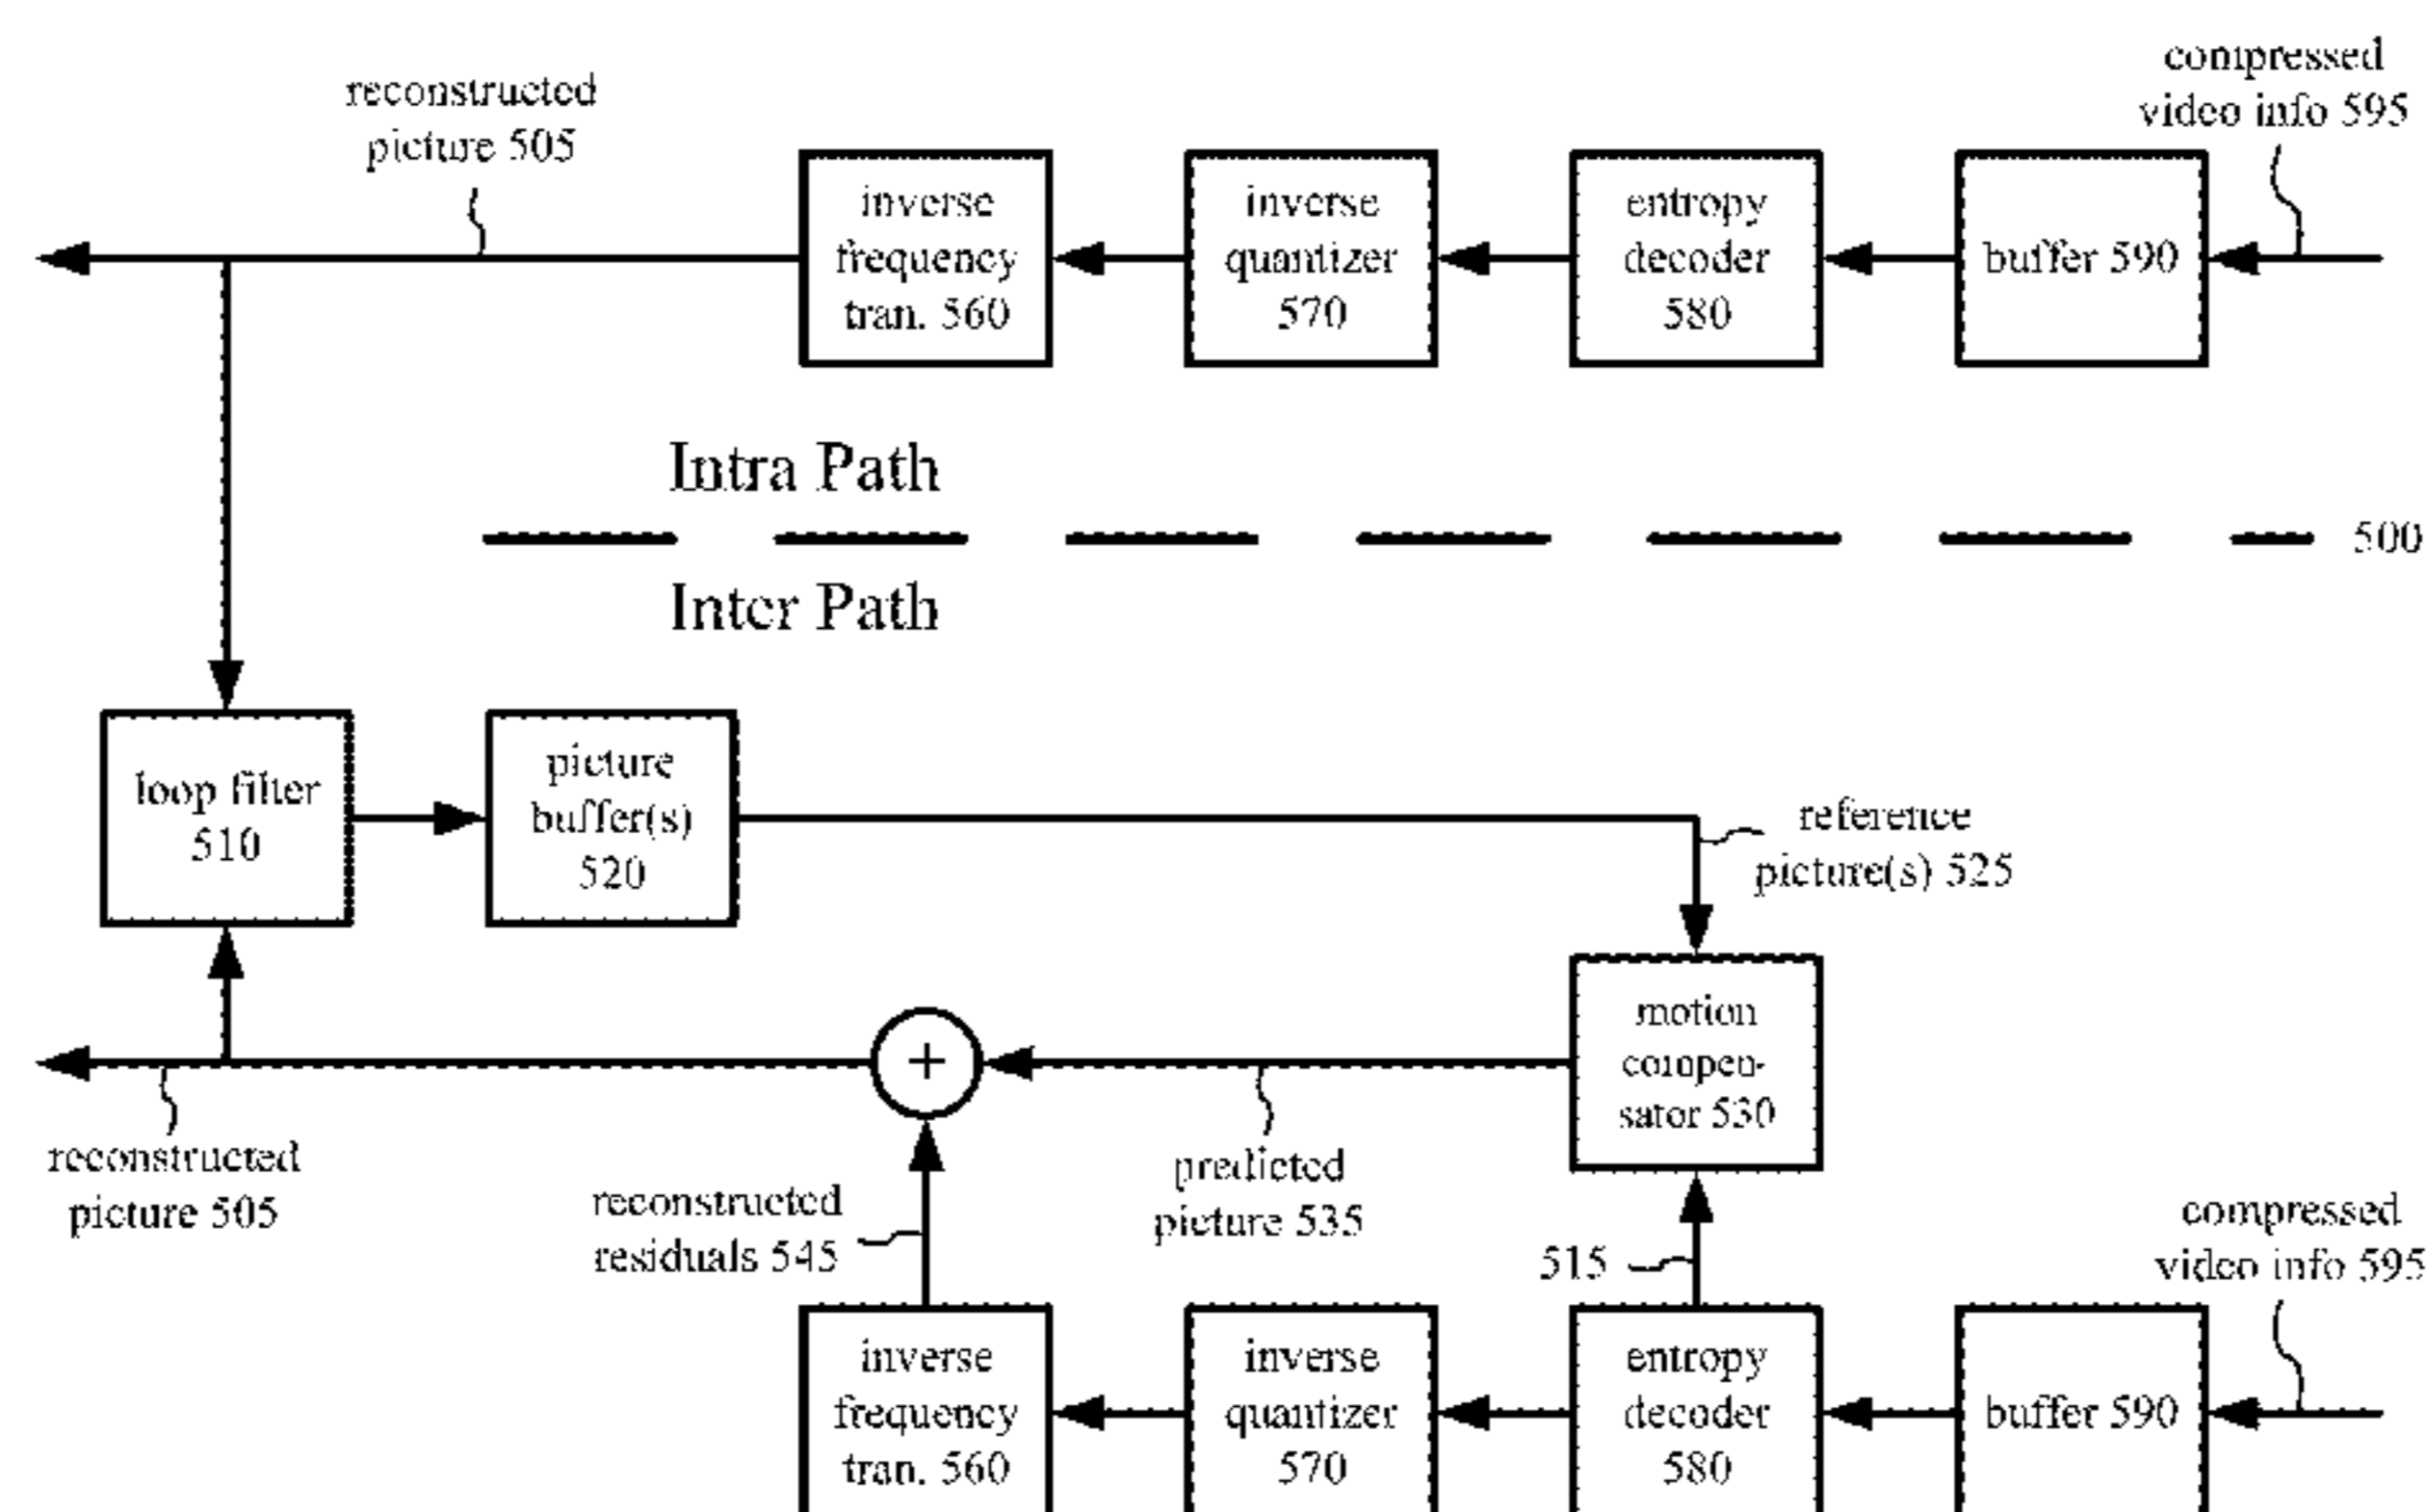 compressed
video info 595
reconstructed
picture 505
inverse
frequency
tran. 560
inverse
quantizer
570
entropy
decoder
580
buffer 590
Intra Path
500
Inter Path
loop filter
510
picture
buffer(s)
520
reference
picture(s) 525
motion
compen-
sator 530
+
reconstructed
picture 505
reconstructed
residuals 545
predicted
picture 535
515
compressed
video info 595
inverse
frequency
tran. 560
inverse
quantizer
570
entropy
decoder
580
buffer 590